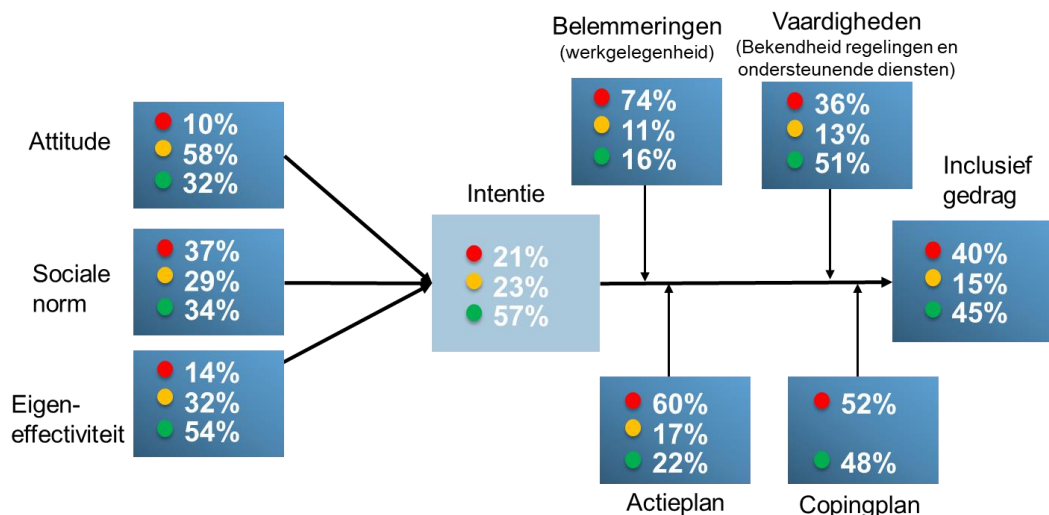 Attitude
10%
58%
32%
Sociale
norm
37%
29%
34%
Eigen-
effectiviteit
14%
32%
54%
Intentie
21%
23%
57%
Belemmeringen
(werkgelegenheid)
74%
11%
16%
Vaardigheden
(Bekendheid regelingen en
ondersteunende diensten)
36%
13%
51%
60%
17%
22%
Actieplan
52%
48%
Copingplan
Inclusief
gedrag
40%
15%
45%